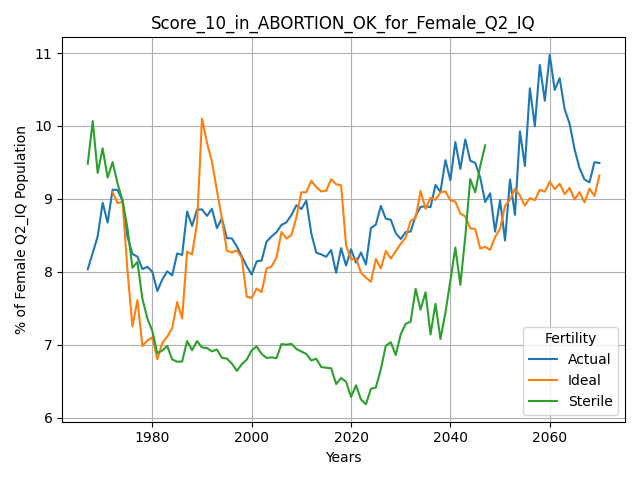 Score_10_in_ABORTION_OK_for_Female_Q2_IQ
% of Female Q2_IQ Population
11
10
9
8
7
6
1980
2000
2020
2040
2060
Years
Fertility
Actual
Ideal
Sterile